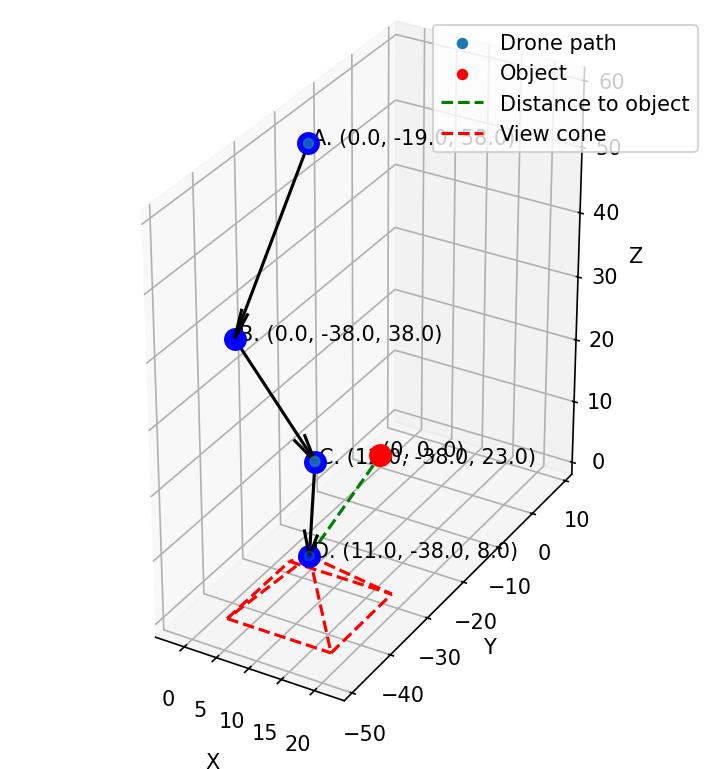 Drone path
Object
Distance to object
View cone
A. (0.0, -19.0, 58.0)
B. (0.0, -38.0, 38.0)
(0, 0, 0)
C. (11.0, -38.0, 23.0)
D. (11.0, -38.0, 8.0)
60
50
40
30
20
10
0
Z
10
0
−10
−20
−30
−40
−50
Y
0
5
10
15
20
X